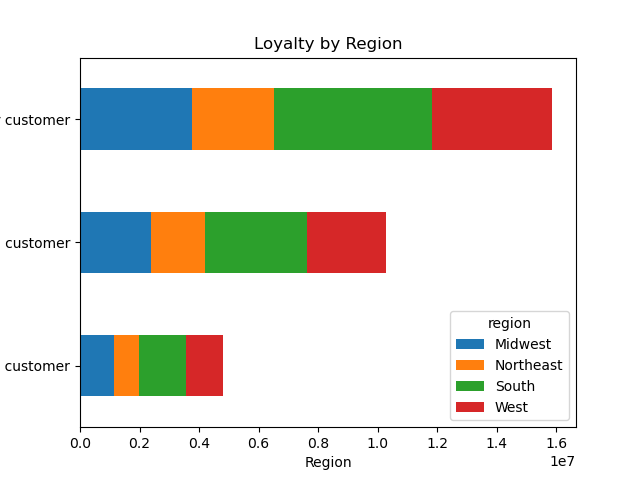 Loyalty by Region
customer
customer
customer
region
Midwest
Northeast
South
West
0.0 0.2 0.4 0.6 0.8 1.0 1.2 1.4 1.6
1e7
Region